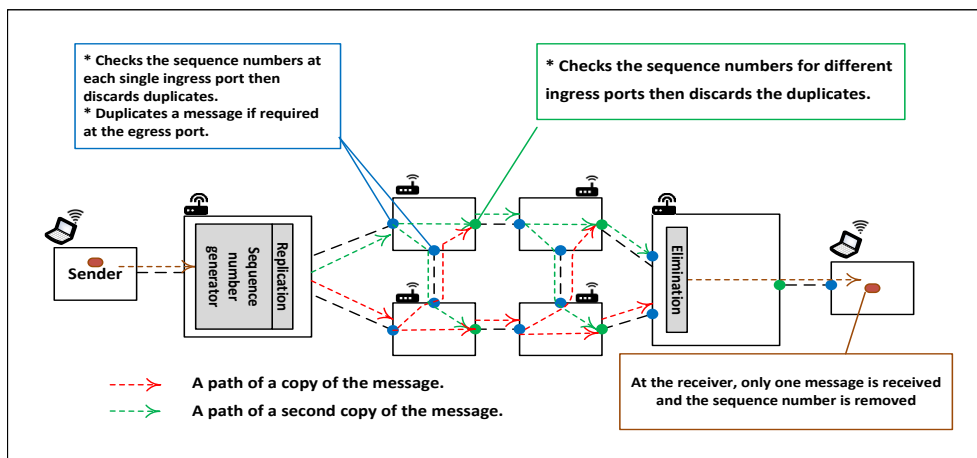 * Checks the sequence numbers at
each single ingress port then
discards duplicates.
* Duplicates a message if required
at the egress port.
* Checks the sequence numbers for different
ingress ports then discards the duplicates.
Sender
Sequence number
generator
Replication
Elimination
At the receiver, only one message is received
and the sequence number is removed
A path of a copy of the message.
A path of a second copy of the message.